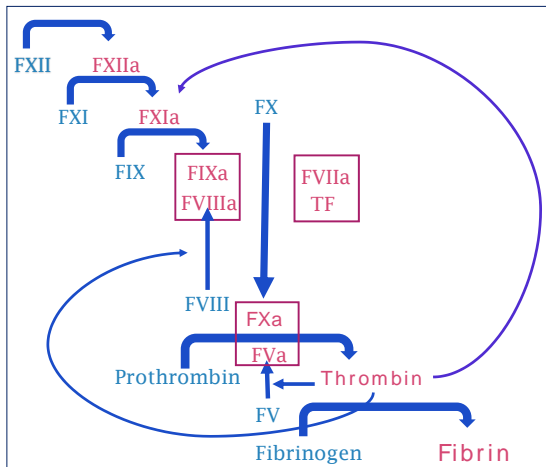 FXII
FXIIa
FXI
FXIa
FX
FIX
FIXa
FVIIIa
FVIIa
TF
FVIII
FXa
FVa
Prothrombin
Thrombin
FV
Fibrinogen
Fibrin